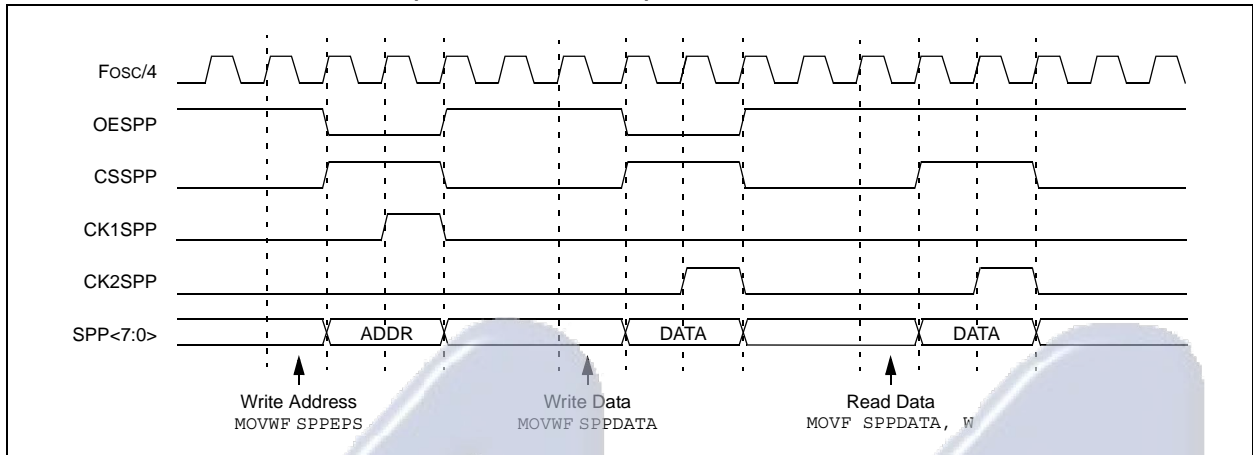 FOSC/4
OESPP
CSSPP
CK1SPP
CK2SPP
SPP<7:0>
ADDR
DATA
DATA
Write Address
MOVWF SPPEPS
Write Data
MOVWF SPPDATA
Read Data
MOVF SPPDATA, W